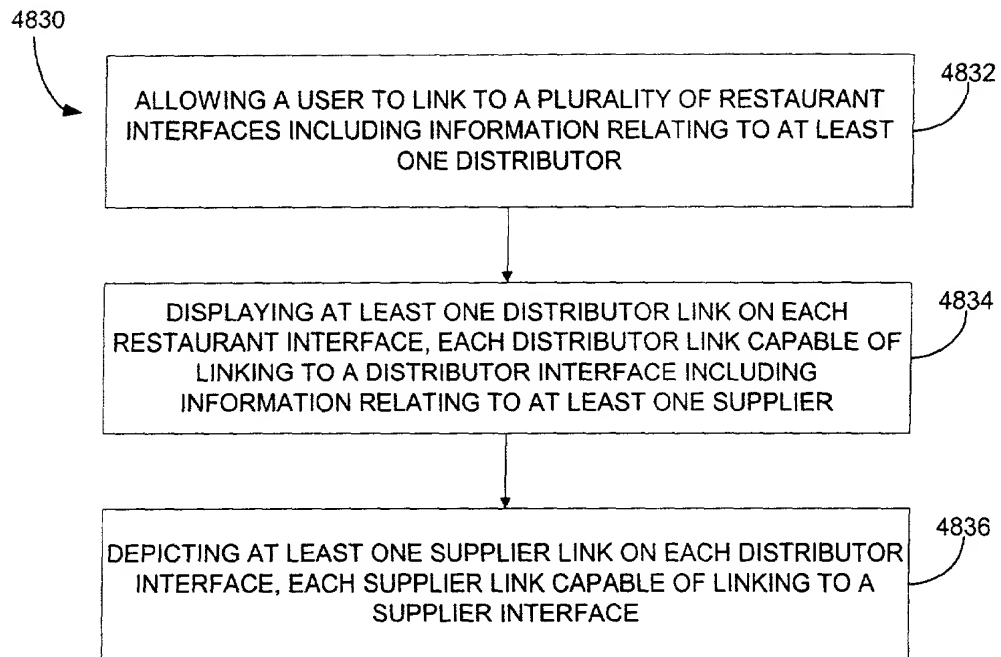 4830
4832
ALLOWING A USER TO LINK TO A PLURALITY OF RESTAURANT
INTERFACES INCLUDING INFORMATION RELATING TO AT LEAST
ONE DISTRIBUTOR
4834
DISPLAYING AT LEAST ONE DISTRIBUTOR LINK ON EACH
RESTAURANT INTERFACE, EACH DISTRIBUTOR LINK CAPABLE OF
LINKING TO A DISTRIBUTOR INTERFACE INCLUDING
INFORMATION RELATING TO AT LEAST ONE SUPPLIER
4836
DEPICTING AT LEAST ONE SUPPLIER LINK ON EACH DISTRIBUTOR
INTERFACE, EACH SUPPLIER LINK CAPABLE OF LINKING TO A
SUPPLIER INTERFACE